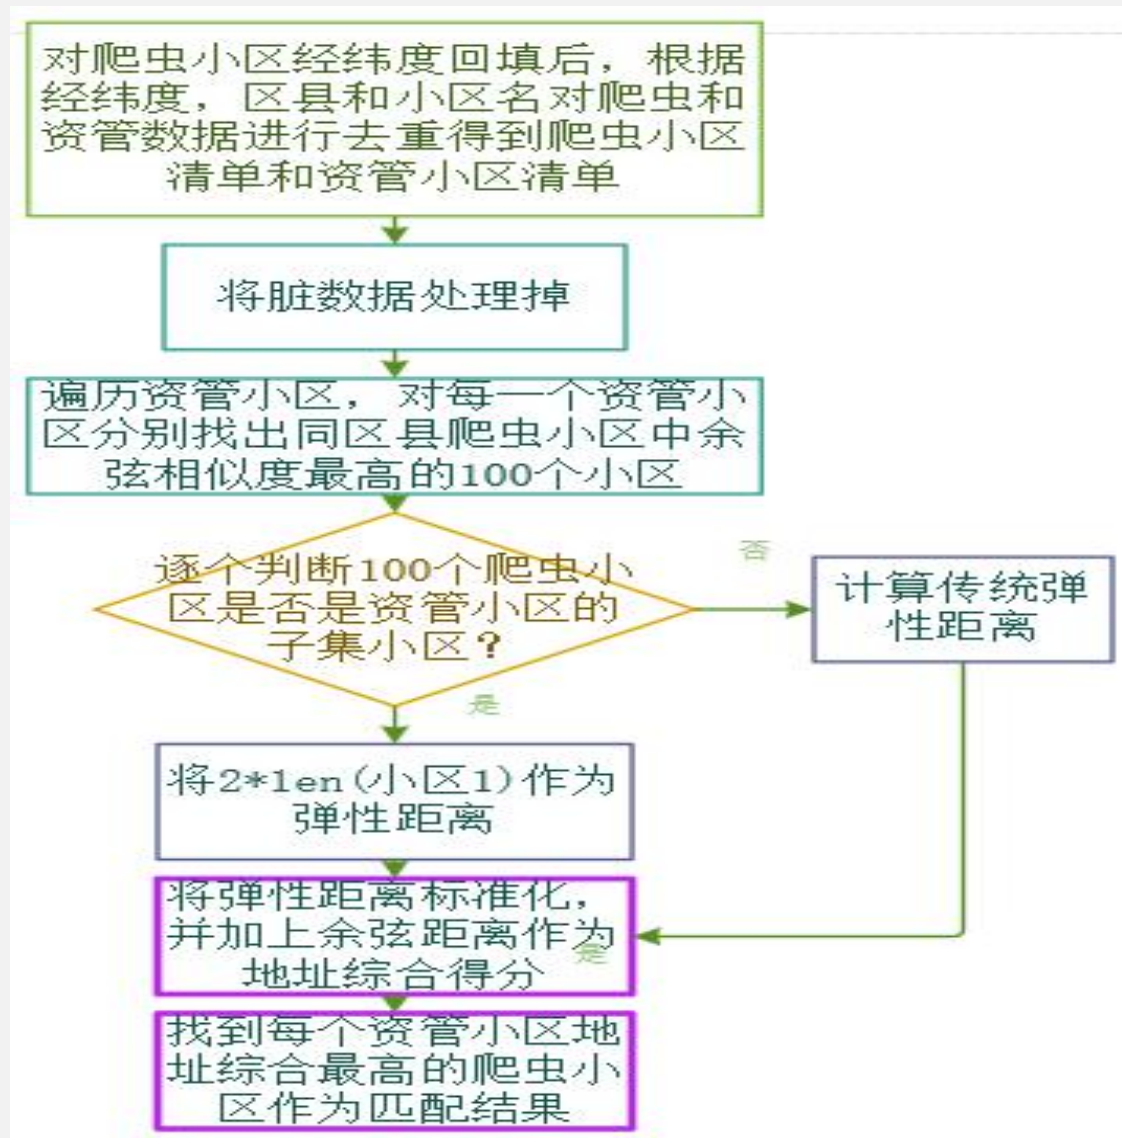 对爬虫小区经纬度回填后，根据
经纬度，区县和小区名对爬虫和
资管数据进行去重得到爬虫小区
清单和资管小区清单
将脏数据处理掉
遍历资管小区，对每一个资管小
区分别找出同区县爬虫小区中余
弦相似度最高的100个小区
逐个判断100个爬虫小
区是否是资管小区的
子集小区？
否
计算传统弹
性距离
是
将2*len(小区1)作为
弹性距离
将弹性距离标准化，
并加上余弦距离作为
地址综合得分
是
找到每个资管小区地
址综合最高的爬虫小
区作为匹配结果